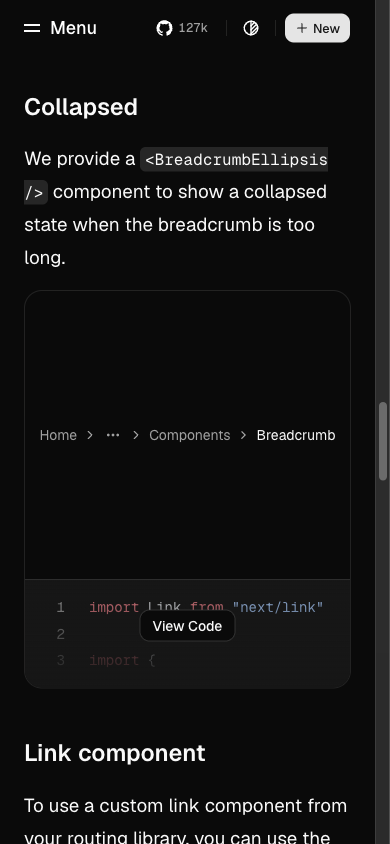 Menu 127k + New
Collapsed
We provide a <BreadcrumbEllipsis
/> component to show a collapsed
state when the breadcrumb is too
long.
Home > ··· > Components > Breadcrumb
1 import Link from "next/link"
View Code
2
3 import {
Link component
To use a custom link component from
your routing library, you can use the